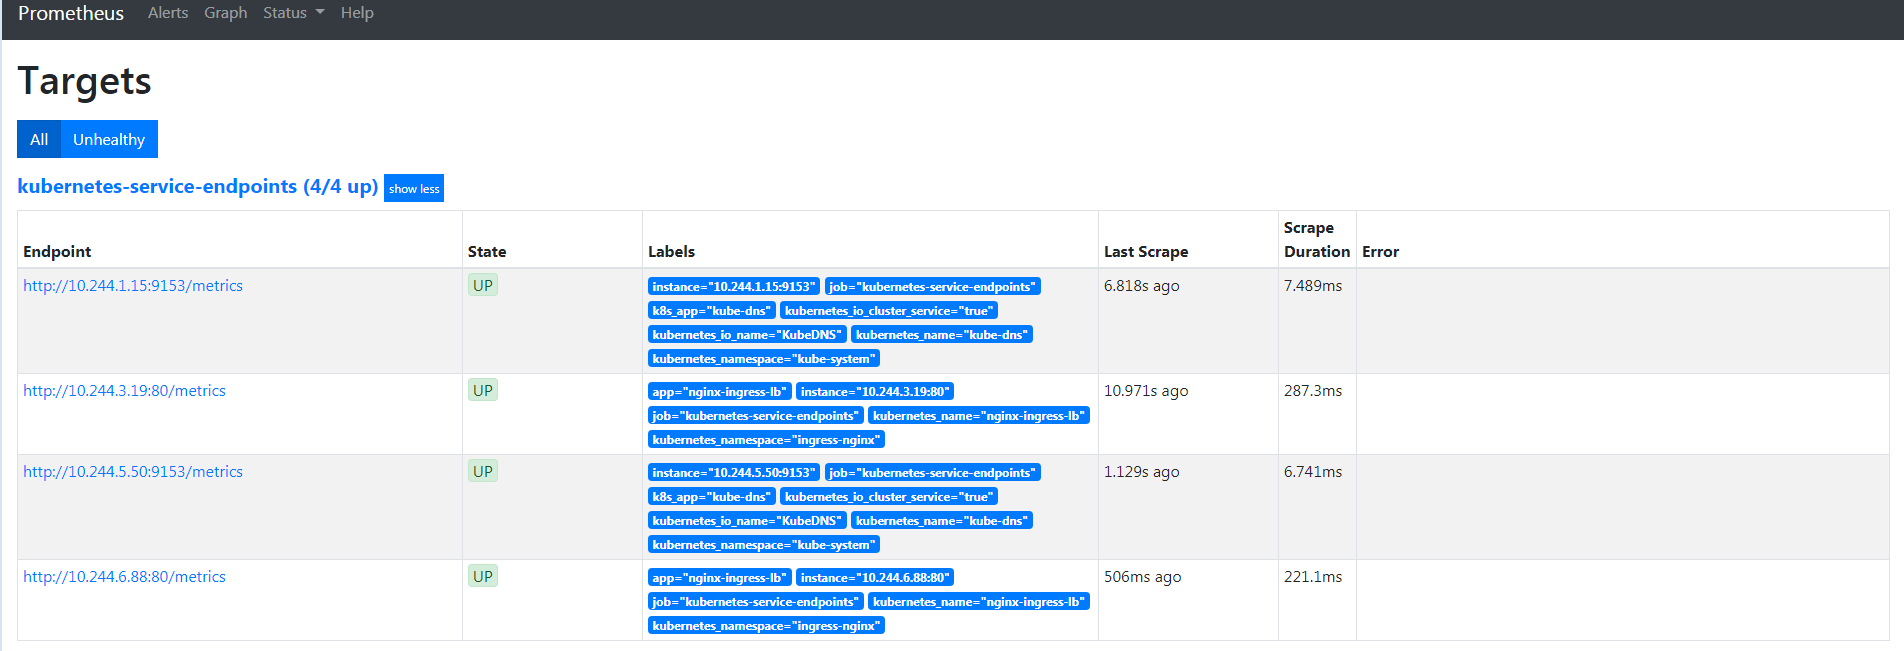 Prometheus Alerts Graph Status Help
Targets
All Unhealthy
kubernetes-service-endpoints (4/4 up) show less
Endpoint State Labels Last Scrape Scrape Duration Error
http://10.244.1.15:9153/metrics UP instance="10.244.1.15:9153" job="kubernetes-service-endpoints" 6.818s ago 7.489ms
k8s_app="kube-dns" kubernetes_io_cluster_service="true"
kubernetes_io_name="KubeDNS" kubernetes_name="kube-dns"
kubernetes_namespace="kube-system"
http://10.244.3.19:80/metrics UP app="nginx-ingress-lb" instance="10.244.3.19:80" 10.971s ago 287.3ms
job="kubernetes-service-endpoints" kubernetes_name="nginx-ingress-lb"
kubernetes_namespace="ingress-nginx"
http://10.244.5.50:9153/metrics UP instance="10.244.5.50:9153" job="kubernetes-service-endpoints" 1.129s ago 6.741ms
k8s_app="kube-dns" kubernetes_io_cluster_service="true"
kubernetes_io_name="KubeDNS" kubernetes_name="kube-dns"
kubernetes_namespace="kube-system"
http://10.244.6.88:80/metrics UP app="nginx-ingress-lb" instance="10.244.6.88:80" 506ms ago 221.1ms
job="kubernetes-service-endpoints" kubernetes_name="nginx-ingress-lb"
kubernetes_namespace="ingress-nginx"